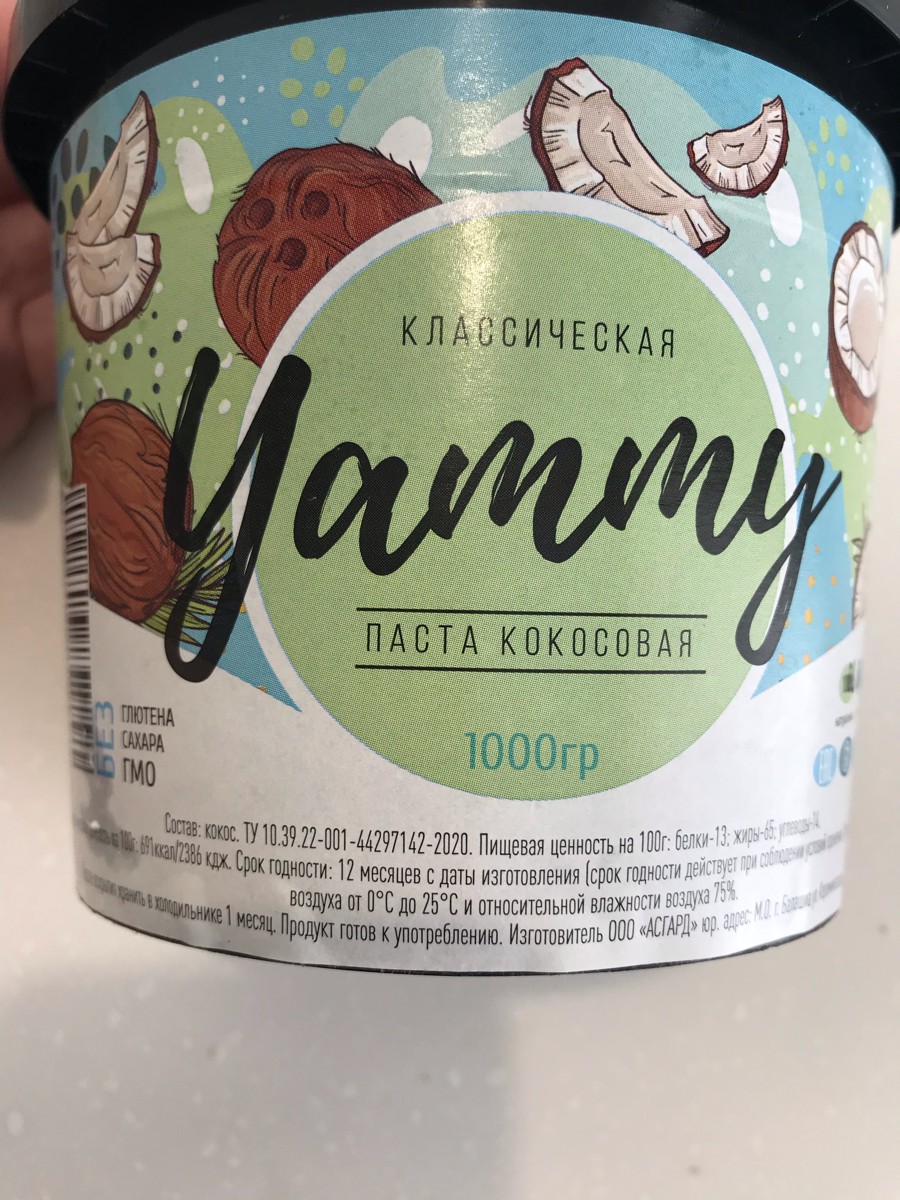 КЛАССИЧЕСКАЯ
Yammy
ПАСТА КОКОСОВАЯ
1000гр
БЕЗ
ГЛЮТЕНА
САХАРА
ГМО
Состав: кокос. ТУ 10.39.22-001-44297142-2020. Пищевая ценность на 100г: белки-13; жиры-65; углеводы-14.
на 100г: 691ккал/2386 кдж. Срок годности: 12 месяцев с даты изготовления (срок годности действует при соблюдении условий
воздуха от 0°С до 25°С и относительной влажности воздуха 75%.
хранить в холодильнике 1 месяц. Продукт готов к употреблению. Изготовитель ООО «АСГАРД» юр. адрес: М.О. г. Балашиха ул.